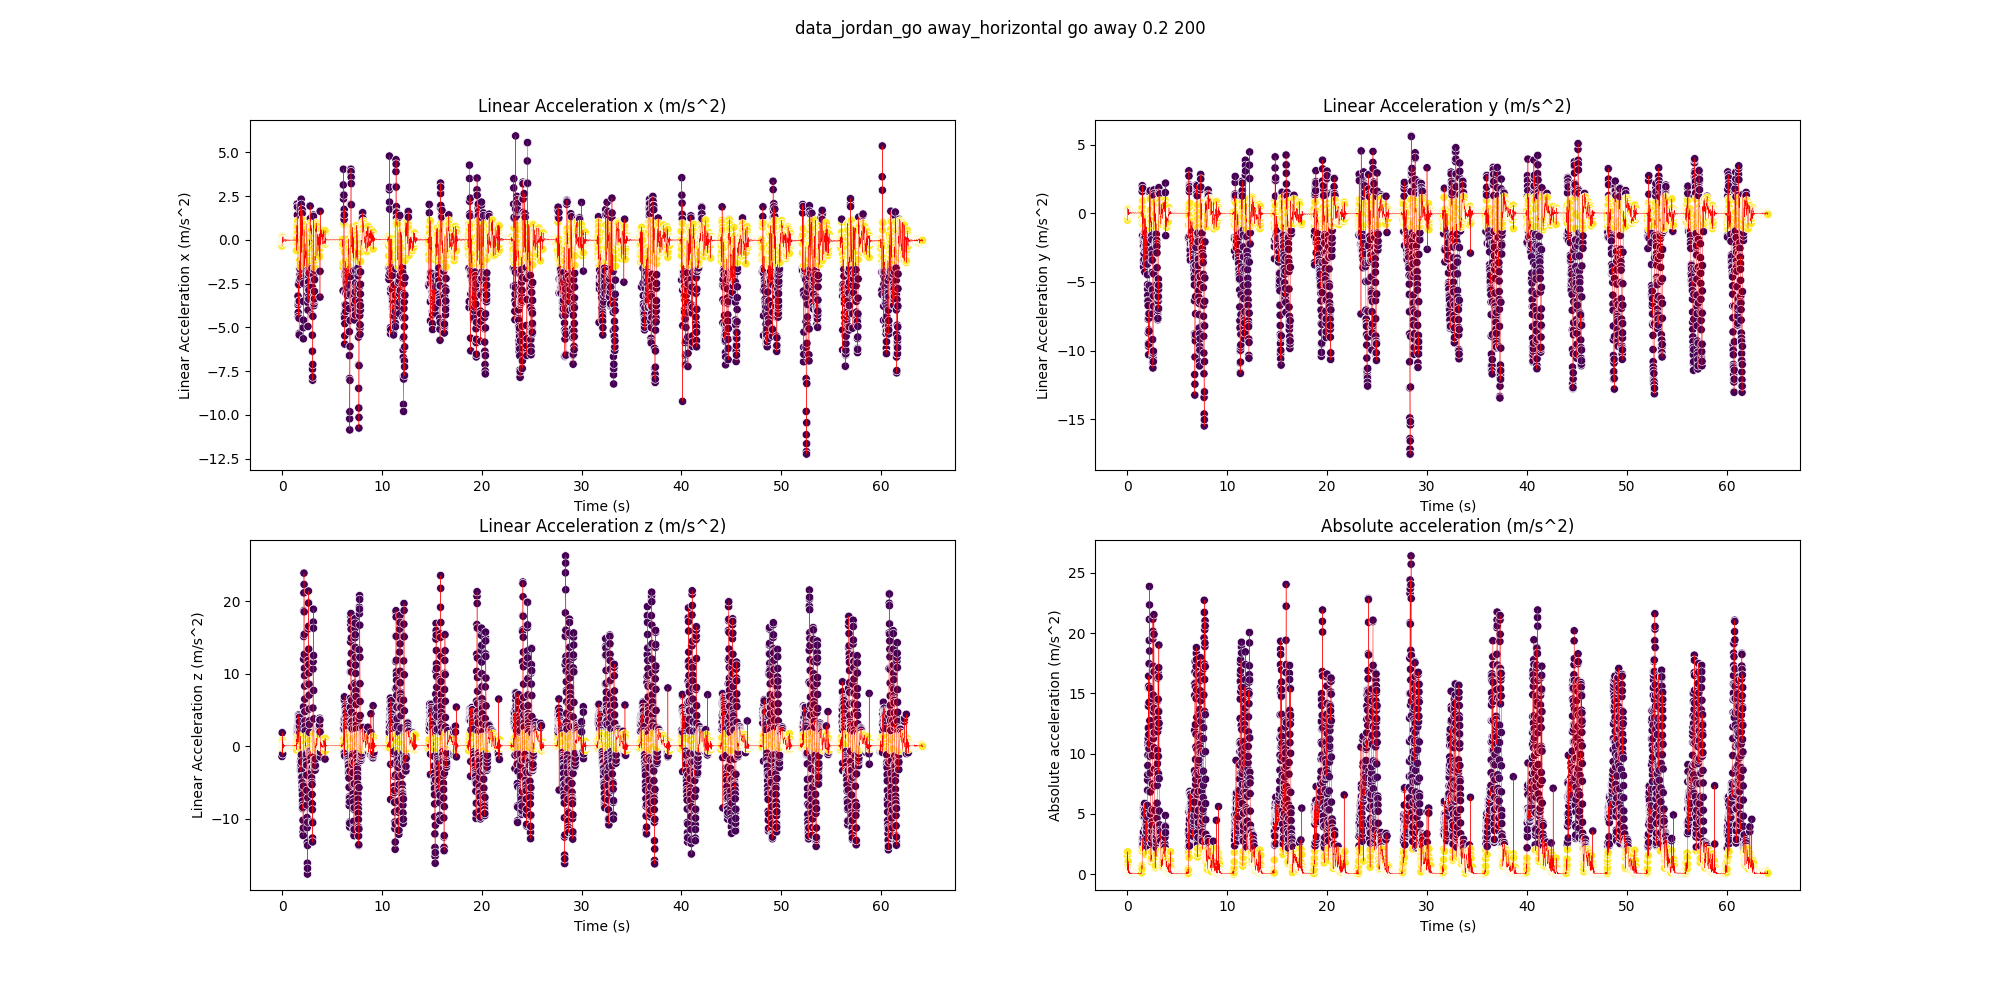 data_jordan_go away_horizontal go away 0.2 200
Linear Acceleration x (m/s^2)
Linear Acceleration x (m/s^2)
5.0
2.5
0.0
−2.5
−5.0
−7.5
−10.0
−12.5
0 10 20 30 40 50 60
Time (s)
Linear Acceleration y (m/s^2)
Linear Acceleration y (m/s^2)
5
0
−5
−10
−15
0 10 20 30 40 50 60
Time (s)
Linear Acceleration z (m/s^2)
Linear Acceleration z (m/s^2)
20
10
0
−10
0 10 20 30 40 50 60
Time (s)
Absolute acceleration (m/s^2)
Absolute acceleration (m/s^2)
25
20
15
10
5
0
0 10 20 30 40 50 60
Time (s)